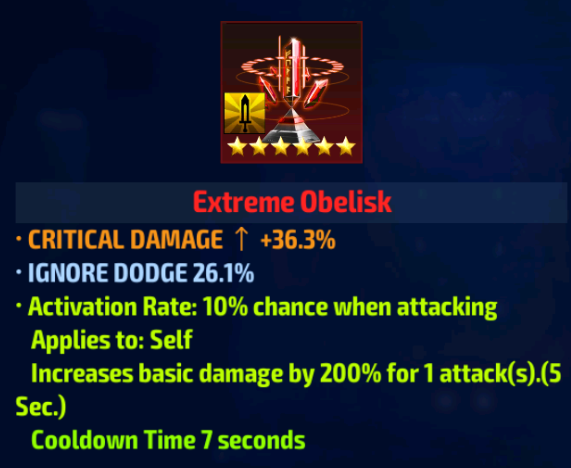 Extreme Obelisk
· CRITICAL DAMAGE ↑ +36.3%
· IGNORE DODGE 26.1%
· Activation Rate: 10% chance when attacking
Applies to: Self
Increases basic damage by 200% for 1 attack(s).(5
Sec.)
Cooldown Time 7 seconds